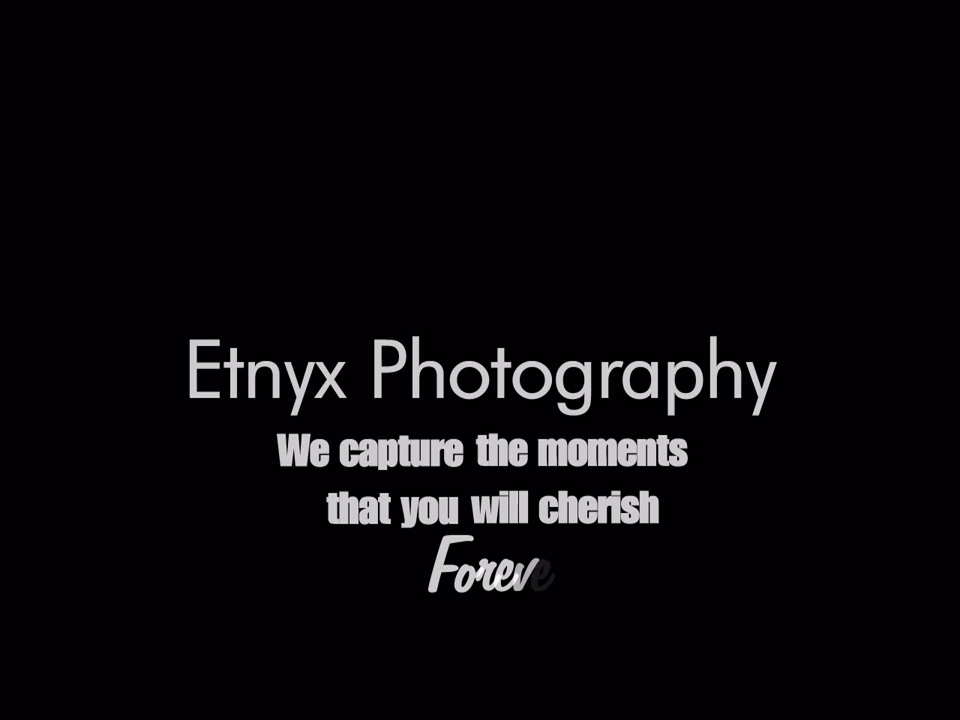 Etnyx Photography
We capture the moments
that you will cherish
Foreve